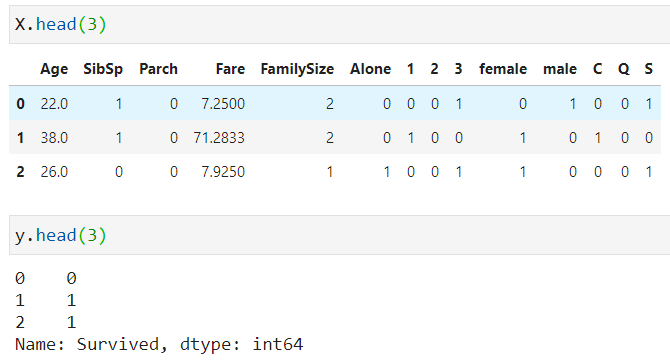 X.head(3)
Age SibSp Parch Fare FamilySize Alone 1 2 3 female male C Q S
0 22.0 1 0 7.2500 2 0 0 0 1 0 1 0 0 1
1 38.0 1 0 71.2833 2 0 1 0 0 1 0 1 0 0
2 26.0 0 0 7.9250 1 1 0 0 1 1 0 0 0 1
y.head(3)
0 0
1 1
2 1
Name: Survived, dtype: int64